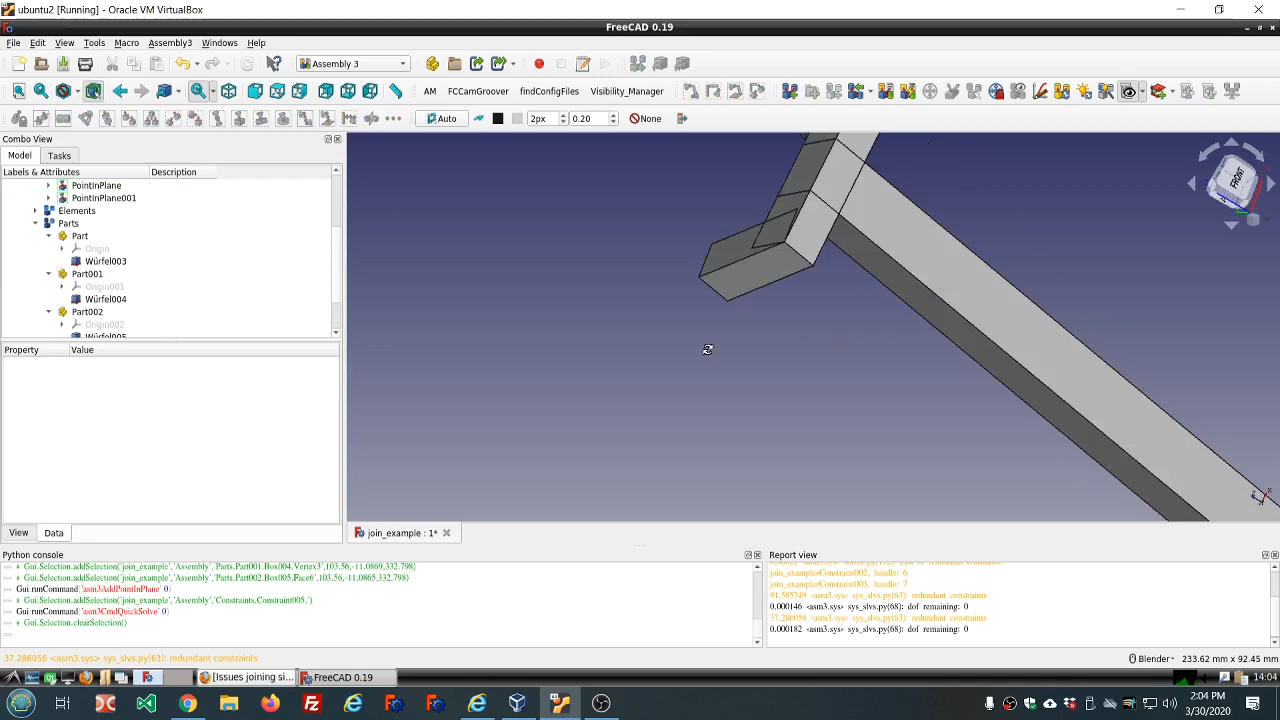 ubuntu2 [Running] - Oracle VM VirtualBox
FreeCAD 0.19
File Edit View Tools Macro Assembly3 Windows Help
Assembly 3
AM FCCamGroover findConfigFiles Visibility_Manager
Auto 2px 0.20 None
Combo View
Model Tasks
Labels & Attributes Description
PointInPlane
PointInPlane001
Elements
Parts
Part
Origin
Würfel003
Part001
Origin001
Würfel004
Part002
Origin002
Würfel005
Property Value
View Data
FRONT
join_example : 1*
Python console
>>> # Gui.Selection.addSelection('join_example','Assembly','Parts.Part001.Box004.Vertex3',103.56,-11.0869,332.798)
>>> # Gui.Selection.addSelection('join_example','Assembly','Parts.Part002.Box005.Face6',103.56,-11.0865,332.798)
>>> Gui.runCommand('asm3AddPointInPlane',0)
>>> # Gui.Selection.addSelection('join_example','Assembly','Constraints.Constraint005.')
>>> Gui.runCommand('asm3CmdQuickSolve',0)
>>> # Gui.Selection.clearSelection()
>>>
Report view
join_example#Constraint002, handle: 6
join_example#Constraint003, handle: 7
91.585749 <asm3.sys> sys_slvs.py(63): redundant constraints
0.000146 <asm3.sys> sys_slvs.py(68): dof remaining: 0
37.286056 <asm3.sys> sys_slvs.py(63): redundant constraints
0.000182 <asm3.sys> sys_slvs.py(68): dof remaining: 0
37.286056 <asm3.sys> sys_slvs.py(63): redundant constraints
Blender 233.62 mm x 92.45 mm
[Issues joining si... FreeCAD 0.19
14:04
2:04 PM
3/30/2020